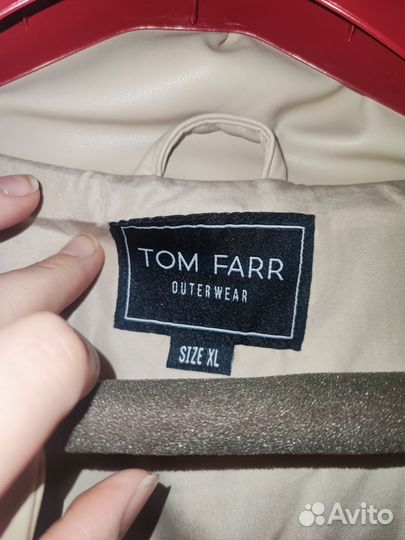 TOM FARR
OUTERWEAR
SIZE XL
Avito